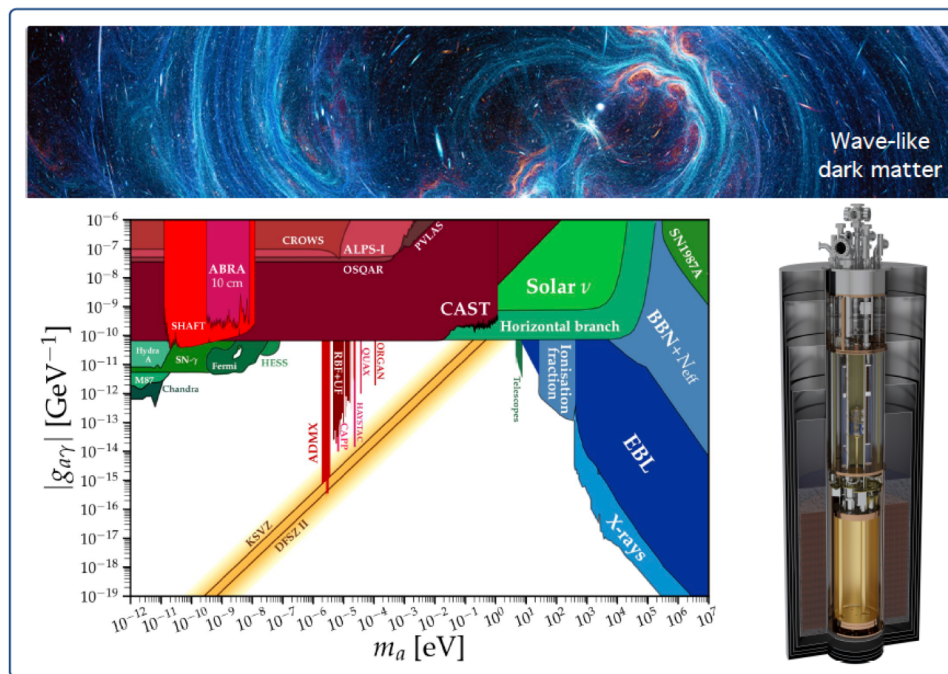 Wave-like
dark matter
10⁻⁶
10⁻⁷
10⁻⁸
10⁻⁹
10⁻¹⁰
10⁻¹¹
10⁻¹²
10⁻¹³
10⁻¹⁴
10⁻¹⁵
10⁻¹⁶
10⁻¹⁷
10⁻¹⁸
10⁻¹⁹
|g_{aγ}| [GeV⁻¹]
CROWS
ALPS-I
PVLAS
OSQAR
ABRA
10 cm
SHAFT
CAST
Solar ν
Horizontal branch
SN1987A
BBN+N_{eff}
Hydra
A
SN-γ
HESS
Fermi
M87
Chandra
ADMX
RBF+UF
CAPP
HAYSTAC
QUAX
ORGAN
Telescopes
Ionisation
fraction
EBL
X-rays
KSVZ
DFSZ II
10⁻¹²
10⁻¹¹
10⁻¹⁰
10⁻⁹
10⁻⁸
10⁻⁷
10⁻⁶
10⁻⁵
10⁻⁴
10⁻³
10⁻²
10⁻¹
10⁰
10¹
10²
10³
10⁴
10⁵
10⁶
10⁷
m_a [eV]